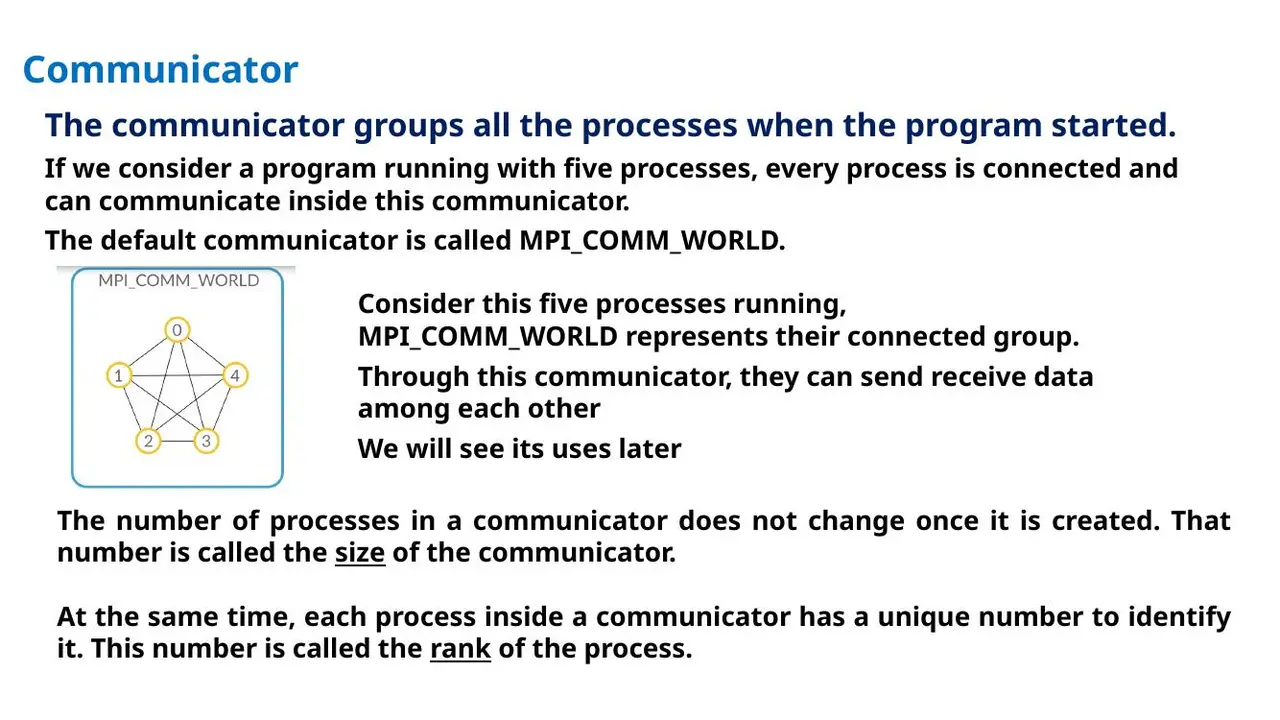 Communicator
The communicator groups all the processes when the program started.
If we consider a program running with five processes, every process is connected and
can communicate inside this communicator.
The default communicator is called MPI_COMM_WORLD.
MPI_COMM_WORLD
0
1
4
2
3
Consider this five processes running,
MPI_COMM_WORLD represents their connected group.
Through this communicator, they can send receive data
among each other
We will see its uses later
The number of processes in a communicator does not change once it is created. That
number is called the size of the communicator.
At the same time, each process inside a communicator has a unique number to identify
it. This number is called the rank of the process.